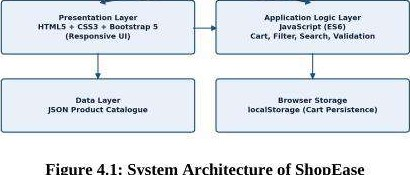 Presentation Layer
HTML5 + CSS3 + Bootstrap 5
(Responsive UI)
Application Logic Layer
JavaScript (ES6)
Cart, Filter, Search, Validation
Data Layer
JSON Product Catalogue
Browser Storage
localStorage (Cart Persistence)
Figure 4.1: System Architecture of ShopEase